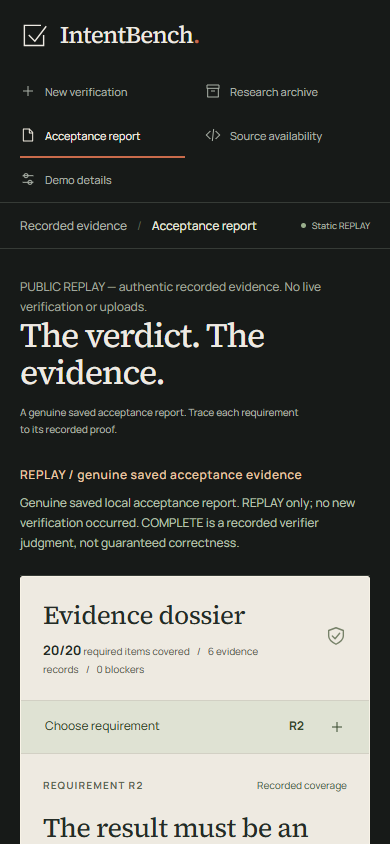 IntentBench.
New verification
Research archive
Acceptance report
Source availability
Demo details
Recorded evidence / Acceptance report
Static REPLAY
PUBLIC REPLAY — authentic recorded evidence. No live
verification or uploads.
The verdict. The
evidence.
A genuine saved acceptance report. Trace each requirement
to its recorded proof.
REPLAY / genuine saved acceptance evidence
Genuine saved local acceptance report. REPLAY only; no new
verification occurred. COMPLETE is a recorded verifier
judgment, not guaranteed correctness.
Evidence dossier
20/20 required items covered / 6 evidence
records / 0 blockers
Choose requirement R2 +
REQUIREMENT R2 Recorded coverage
The result must be an